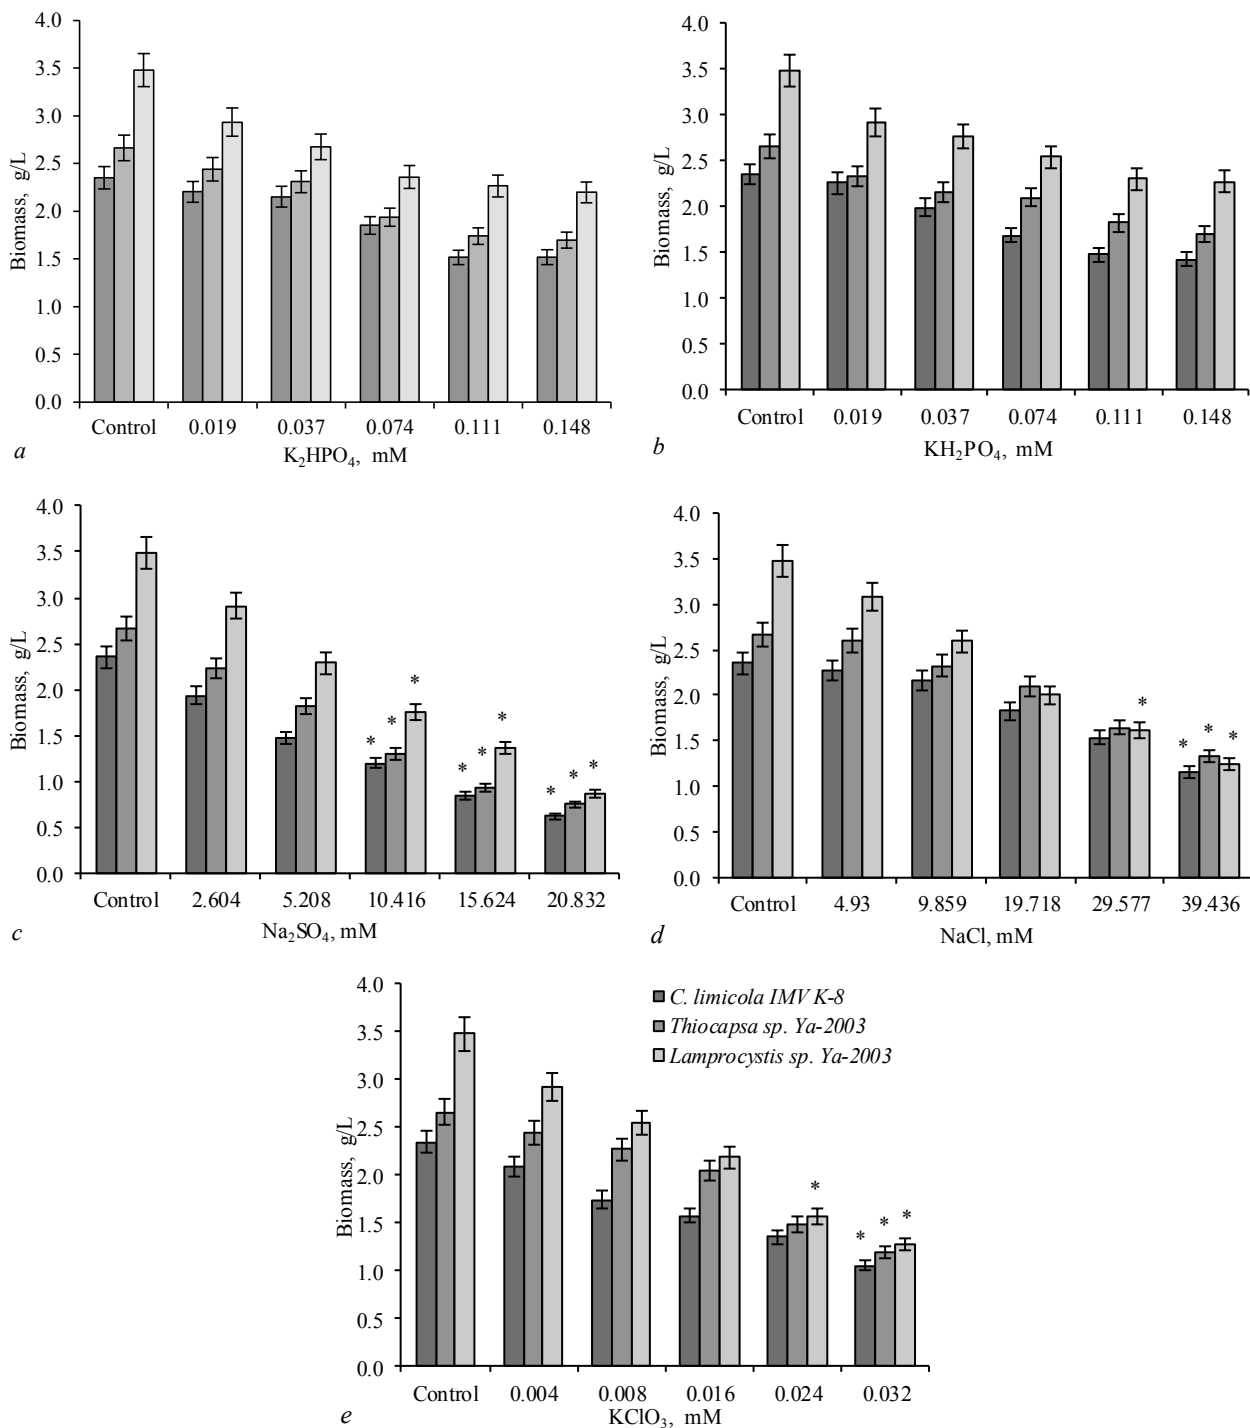 4.0
3.5
3.0
2.5
2.0
1.5
1.0
0.5
0.0
Biomass, g/L
Control 0.019 0.037 0.074 0.111 0.148
a
K₂HPO₄, mM
4.0
3.5
3.0
2.5
2.0
1.5
1.0
0.5
0.0
Biomass, g/L
Control 0.019 0.037 0.074 0.111 0.148
b
KH₂PO₄, mM
4.0
3.5
3.0
2.5
2.0
1.5
1.0
0.5
0.0
Biomass, g/L
* * *
* * *
* * *
Control 2.604 5.208 10.416 15.624 20.832
c
Na₂SO₄, mM
4.0
3.5
3.0
2.5
2.0
1.5
1.0
0.5
0.0
Biomass, g/L
*
* * *
Control 4.93 9.859 19.718 29.577 39.436
d
NaCl, mM
4.0
3.5
3.0
2.5
2.0
1.5
1.0
0.5
0.0
Biomass, g/L
C. limicola IMV K-8
Thiocapsa sp. Ya-2003
Lamprocystis sp. Ya-2003
*
* * *
Control 0.004 0.008 0.016 0.024 0.032
e
KClO₃, mM